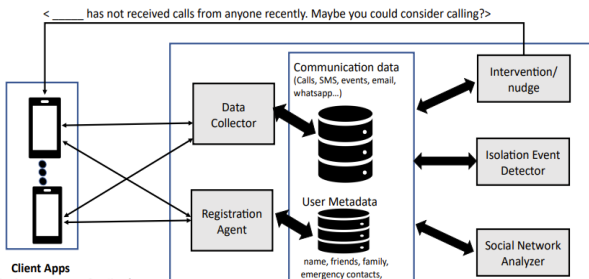 < _____ has not received calls from anyone recently. Maybe you could consider calling?>
Communication data
(Calls, SMS, events, email,
whatsapp...)
Intervention/
nudge
Data
Collector
Isolation Event
Detector
User Metadata
Registration
Agent
name, friends, family,
emergency contacts,
Social Network
Analyzer
Client Apps